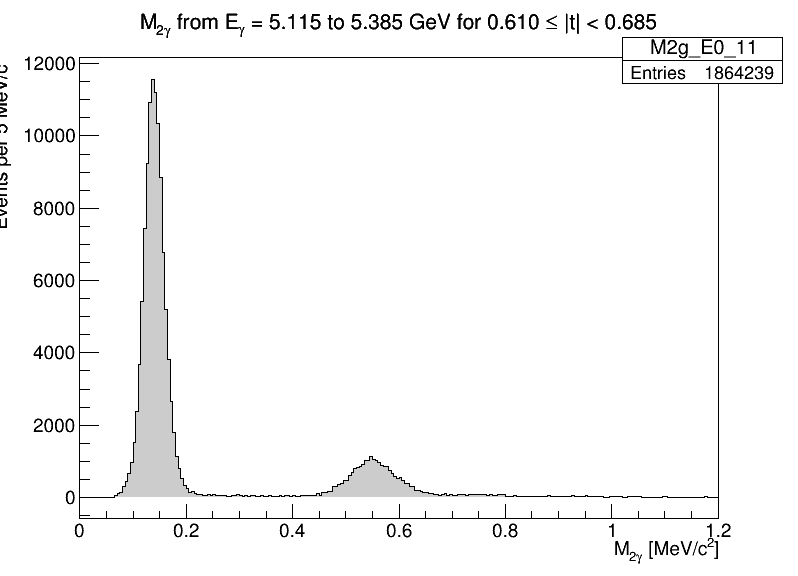 M₂γ from Eγ = 5.115 to 5.385 GeV for 0.610 ≤ |t| < 0.685
M2g_E0_11
Entries 1864239
Events per 5 MeV/c
12000
10000
8000
6000
4000
2000
0
0 0.2 0.4 0.6 0.8 1 1.2
M₂γ [MeV/c²]